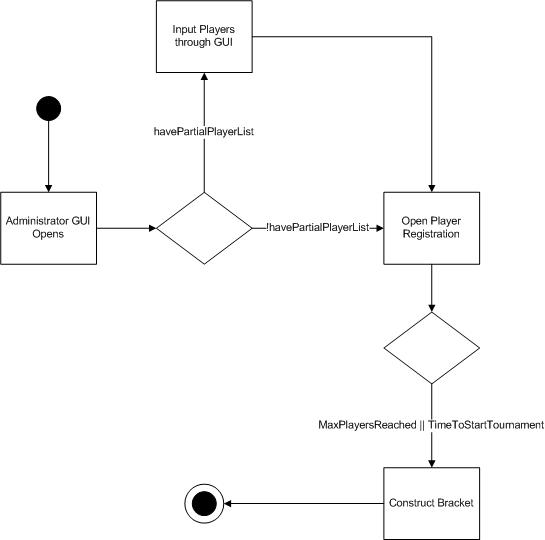 Input Players
through GUI
havePartialPlayerList
Administrator GUI
Opens
!havePartialPlayerList
Open Player
Registration
MaxPlayersReached || TimeToStartTournament
Construct Bracket